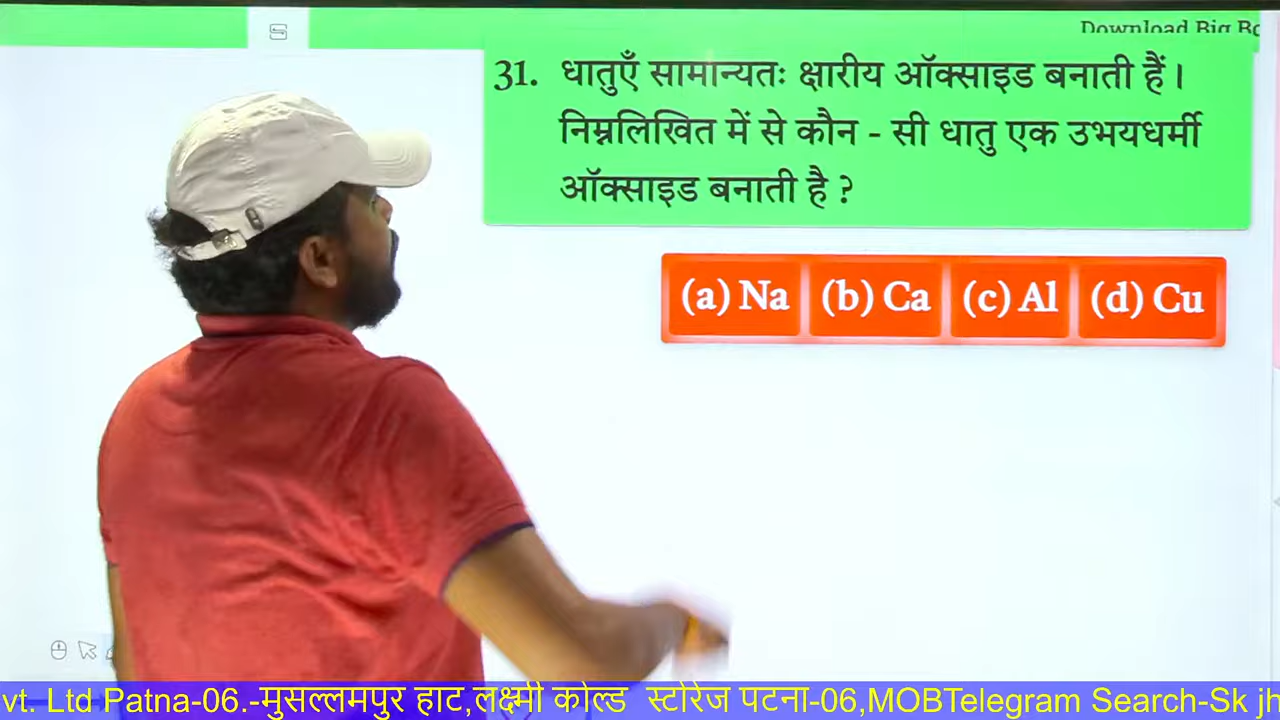 Download Big
31. धातुएँ सामान्यतः क्षारीय ऑक्साइड बनाती हैं।
निम्नलिखित में से कौन - सी धातु एक उभयधर्मी
ऑक्साइड बनाती है ?
(a) Na (b) Ca (c) Al (d) Cu
vt. Ltd Patna-06.-मुसल्लमपुर हाट,लक्ष्मी कोल्ड स्टोरेज पटना-06,MOBTelegram Search-Sk jh